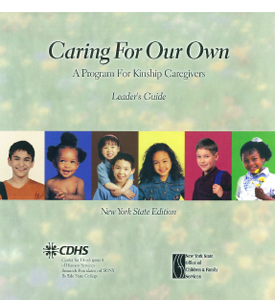 Caring For Our Own
A Program For Kinship Caregivers
Leader's Guide
New York State Edition
CDHS
Center for Development
of Human Services
Research Foundation of SUNY
Buffalo State College
New York State
Office of
Children & Family
Services